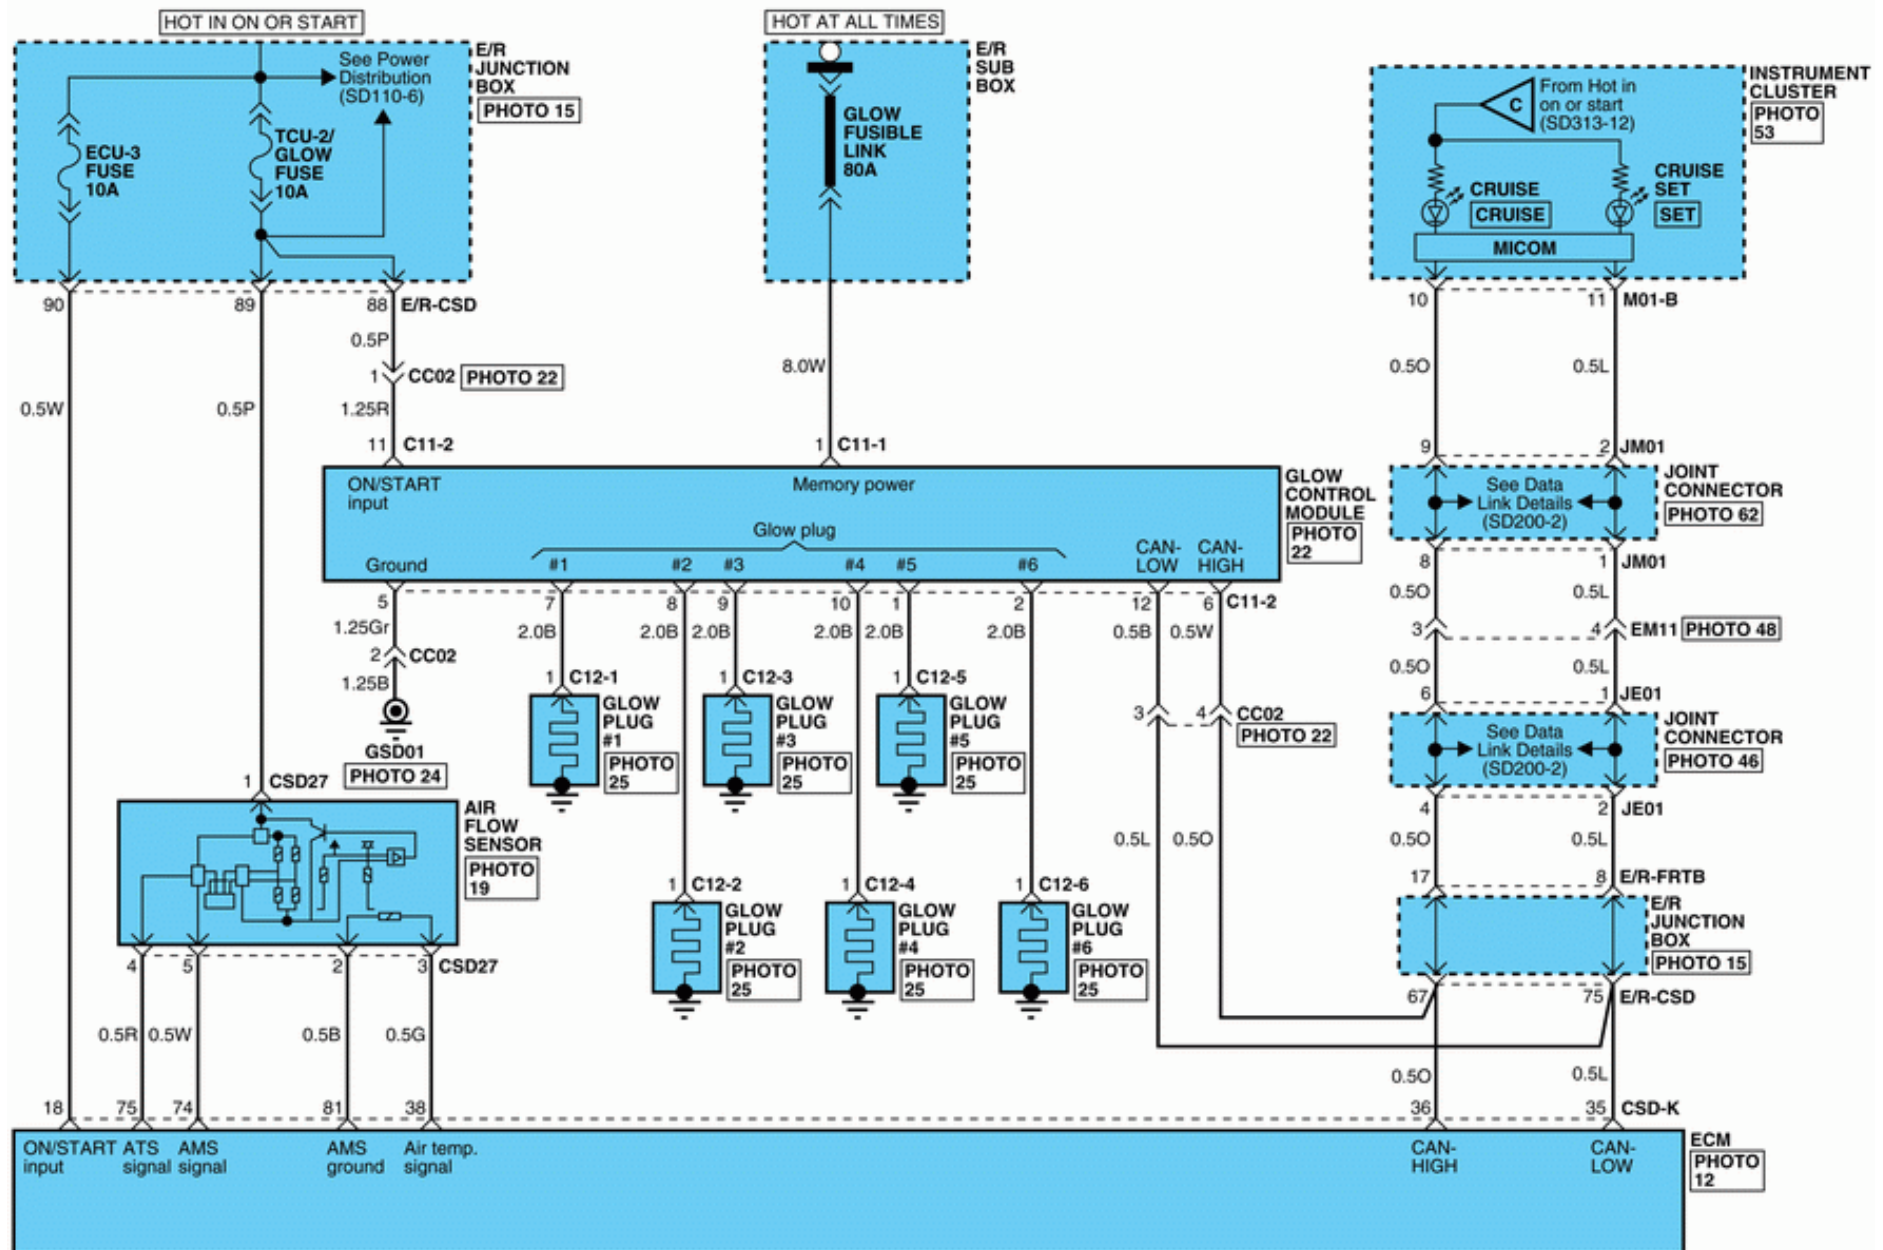 HOT IN ON OR START
HOT AT ALL TIMES
See Power
Distribution
(SD110-6)
E/R
JUNCTION
BOX
PHOTO 15
ECU-3
FUSE
10A
TCU-2/
GLOW
FUSE
10A
E/R
SUB
BOX
GLOW
FUSIBLE
LINK
80A
From Hot in
on or start
(SD313-12)
C
INSTRUMENT
CLUSTER
PHOTO
53
CRUISE
CRUISE
CRUISE
SET
SET
MICOM
90
89
88
E/R-CSD
10
11
M01-B
0.5P
1
CC02
PHOTO 22
8.0W
0.5O
0.5L
0.5W
0.5P
1.25R
11
C11-2
1
C11-1
9
2
JM01
ON/START
input
Memory power
Glow plug
Ground
#1
#2
#3
#4
#5
#6
CAN-
LOW
CAN-
HIGH
GLOW
CONTROL
MODULE
PHOTO
22
See Data
Link Details
(SD200-2)
JOINT
CONNECTOR
PHOTO 62
8
1
JM01
5
7
8
9
10
1
2
12
6
C11-2
0.5O
0.5L
1.25Gr
2.0B
2.0B
2.0B
2.0B
2.0B
2.0B
0.5B
0.5W
3
4
EM11
PHOTO 48
2
CC02
0.5O
0.5L
1.25B
GSD01
PHOTO 24
1
C12-1
GLOW
PLUG
#1
PHOTO
25
1
C12-3
GLOW
PLUG
#3
PHOTO
25
1
C12-5
GLOW
PLUG
#5
PHOTO
25
3
4
CC02
PHOTO 22
6
1
JE01
See Data
Link Details
(SD200-2)
JOINT
CONNECTOR
PHOTO 46
4
2
JE01
1
CSD27
AIR
FLOW
SENSOR
PHOTO
19
0.5L
0.5O
0.5O
0.5L
1
C12-2
GLOW
PLUG
#2
PHOTO
25
1
C12-4
GLOW
PLUG
#4
PHOTO
25
1
C12-6
GLOW
PLUG
#6
PHOTO
25
17
8
E/R-FRTB
E/R
JUNCTION
BOX
PHOTO 15
67
75
E/R-CSD
4
5
2
3
CSD27
0.5R
0.5W
0.5B
0.5G
0.5O
0.5L
18
75
74
81
38
36
35
CSD-K
ON/START
input
ATS
signal
AMS
signal
AMS
ground
Air temp.
signal
CAN-
HIGH
CAN-
LOW
ECM
PHOTO
12